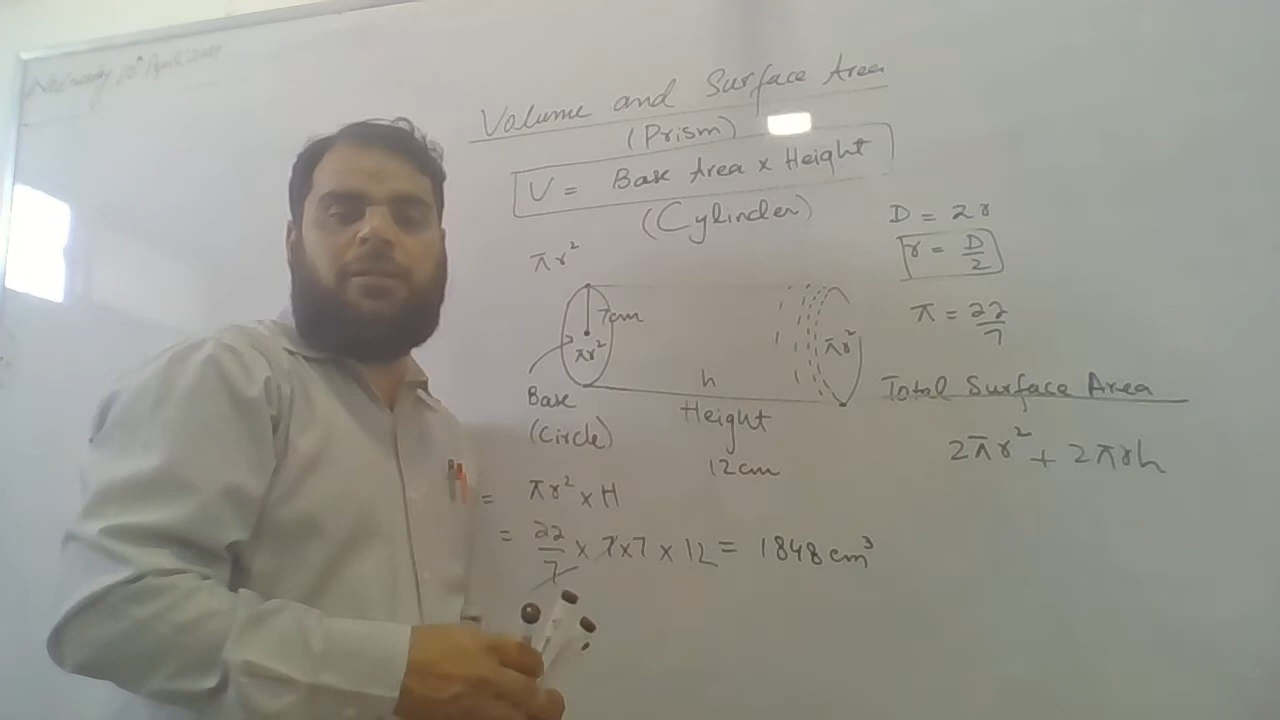 Volume and Surface Area
(Prism)
V = Base Area x Height
(Cylinder)
D = 2r
r = D/2
π = 22/7
πr²
7cm
πr²
πr²
Base
(Circle)
h
Height
12cm
Total Surface Area
2πr² + 2πrh
= πr² x H
= 22/7 x 7x7 x 12 = 1848 cm³